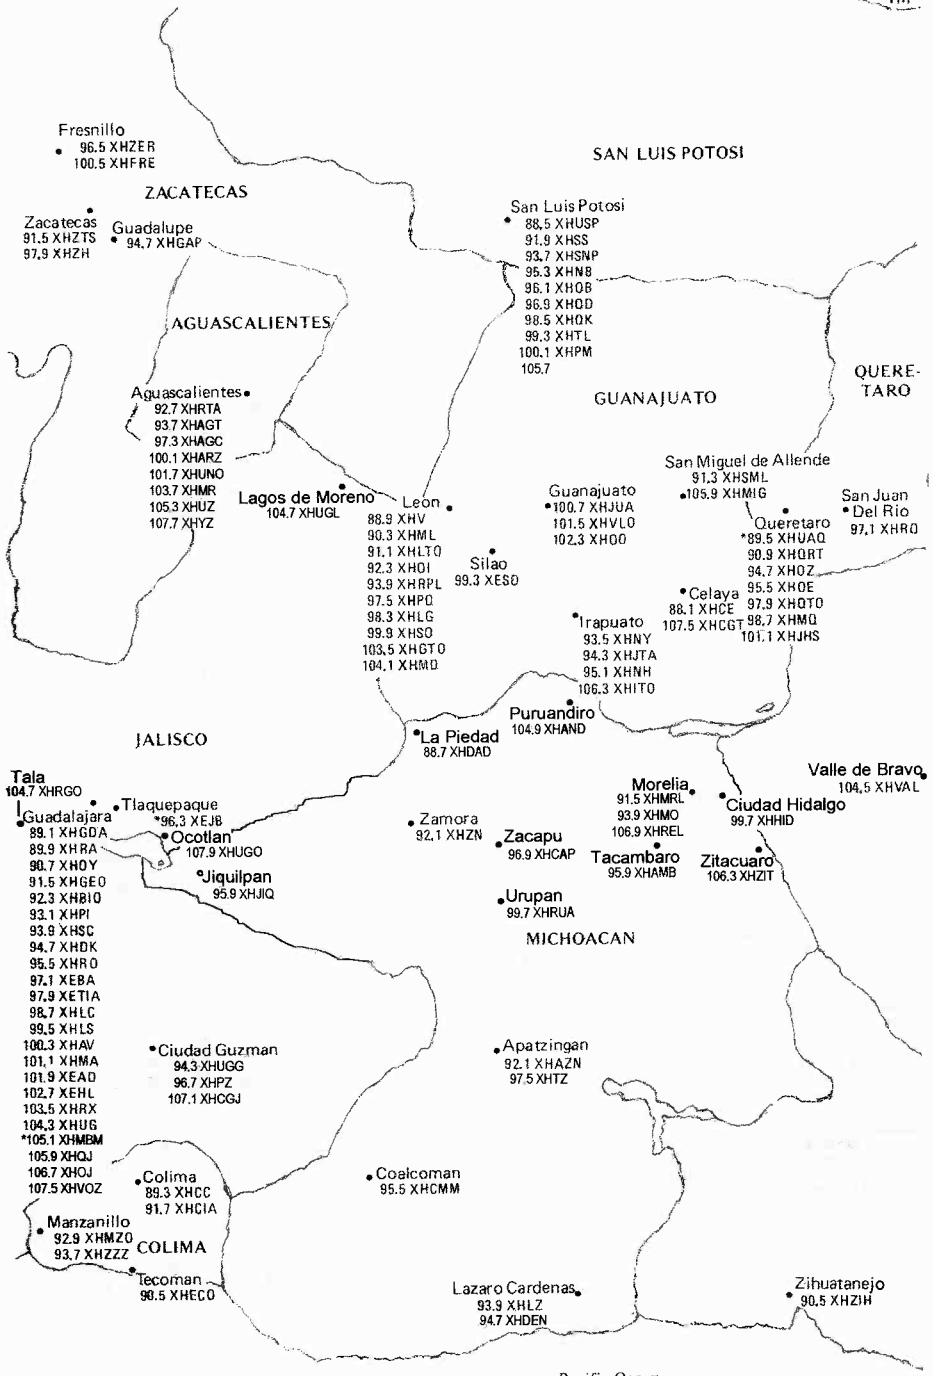 Fresnillo
96.5 XHZER
100.5 XHFRE
SAN LUIS POTOSI
ZACATECAS
Zacatecas
91.5 XHZTS
97.9 XHZH
Guadalupe
94.7 XHGAP
San Luis Potosi
88.5 XHUSP
91.9 XHSS
93.7 XHSNP
95.3 XHNB
96.1 XHOB
96.9 XHOD
98.5 XHOK
99.3 XHTL
100.1 XHPM
105.7
AGUASCALIENTES
QUERE-
TARO
Aguascalientes
92.7 XHRTA
93.7 XHAGT
97.3 XHAGC
100.1 XHARZ
101.7 XHUNO
103.7 XHMR
105.3 XHUZ
107.7 XHYZ
GUANAJUATO
San Miguel de Allende
91.3 XHSML
105.9 XHMIG
Lagos de Moreno
104.7 XHUGL
Leon
88.9 XHV
90.3 XHML
91.1 XHLTO
92.3 XHOI
93.9 XHRPL
97.5 XHPQ
98.3 XHLG
99.9 XHSO
103.5 XHGTO
104.1 XHMD
Silao
99.3 XESD
Guanajuato
100.7 XHJUA
101.5 XHVLO
102.3 XHOO
San Juan
Del Rio
97.1 XHRQ
Queretaro
*89.5 XHUAQ
90.9 XHQRT
94.7 XHOZ
95.5 XHOE
97.9 XHQTO
98.7 XHMQ
101.1 XHJHS
Celaya
88.1 XHCE
107.5 XHCGT
Irapuato
93.5 XHNY
94.3 XHJTA
95.1 XHNH
106.3 XHITO
Puruandiro
104.9 XHAND
JALISCO
La Piedad
88.7 XHDAD
Tala
104.7 XHRGO
Valle de Bravo
104.5 XHVAL
Morelia
91.5 XHMRL
93.9 XHMO
106.9 XHREL
Ciudad Hidalgo
99.7 XHHID
Tlaquepaque
*96.3 XEJB
Ocotlan
107.9 XHUGO
Zamora
92.1 XHZN
Zacapu
96.9 XHCAP
Tacambaro
95.9 XHAMB
Zitacuaro
106.3 XHZIT
Guadalajara
89.1 XHGDA
89.9 XHRA
90.7 XHOY
91.5 XHGEO
92.3 XHBIO
93.1 XHPI
93.9 XHSC
94.7 XHDK
95.5 XHRO
97.1 XEBA
97.9 XETIA
98.7 XHLC
99.5 XHLS
100.3 XHAV
101.1 XHMA
101.9 XEAD
102.7 XEHL
103.5 XHRX
104.3 XHUG
*105.1 XHMBM
105.9 XHQJ
106.7 XHOJ
107.5 XHVOZ
Jiquilpan
95.9 XHJIQ
Urupan
99.7 XHRUA
MICHOACAN
Ciudad Guzman
94.3 XHUGG
96.7 XHPZ
107.1 XHCGJ
Apatzingan
92.1 XHAZN
97.5 XHTZ
Colima
89.3 XHCC
91.7 XHCIA
Coalcoman
95.5 XHCMM
Manzanillo
92.9 XHMZO
93.7 XHZZZ
COLIMA
Tecoman
90.5 XHECO
Lazaro Cardenas
93.9 XHLZ
94.7 XHDEN
Zihuatanejo
90.5 XHZIH